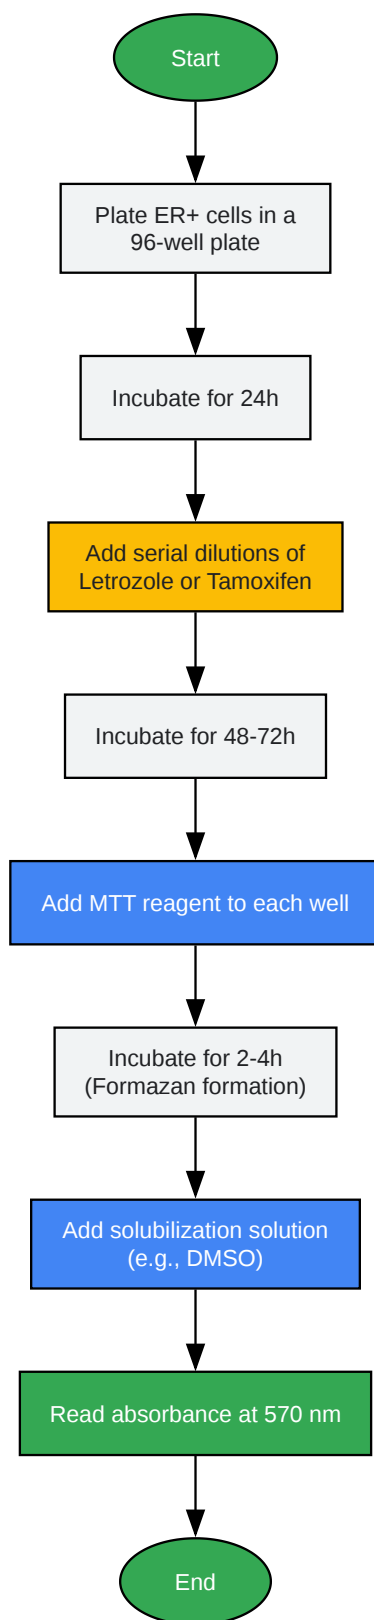 Start
Plate ER+ cells in a
96-well plate
Incubate for 24h
Add serial dilutions of
Letrozole or Tamoxifen
Incubate for 48-72h
Add MTT reagent to each well
Incubate for 2-4h
(Formazan formation)
Add solubilization solution
(e.g., DMSO)
Read absorbance at 570 nm
End